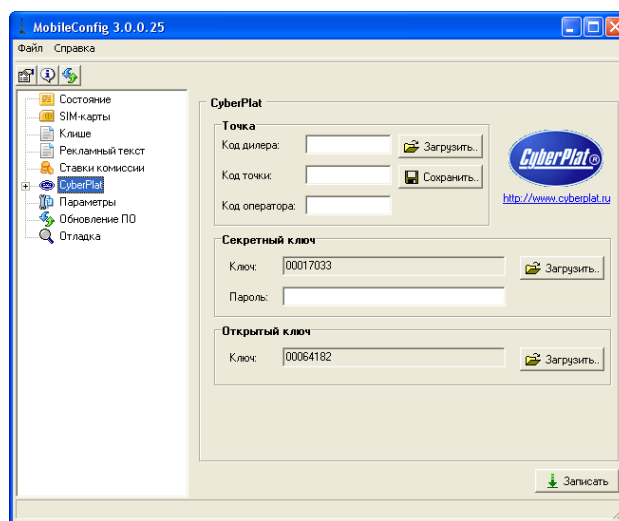 MobileConfig 3.0.0.25
Файл Справка
Состояние
SIM-карты
Клише
Рекламный текст
Ставки комиссии
CyberPlat
Параметры
Обновление ПО
Отладка
CyberPlat
Точка
Код дилера:
Загрузить..
Код точки:
Сохранить..
Код оператора:
CyberPlat®
http://www.cyberplat.ru
Секретный ключ
Ключ: 00017033
Загрузить..
Пароль:
Открытый ключ
Ключ: 00064182
Загрузить..
Записать